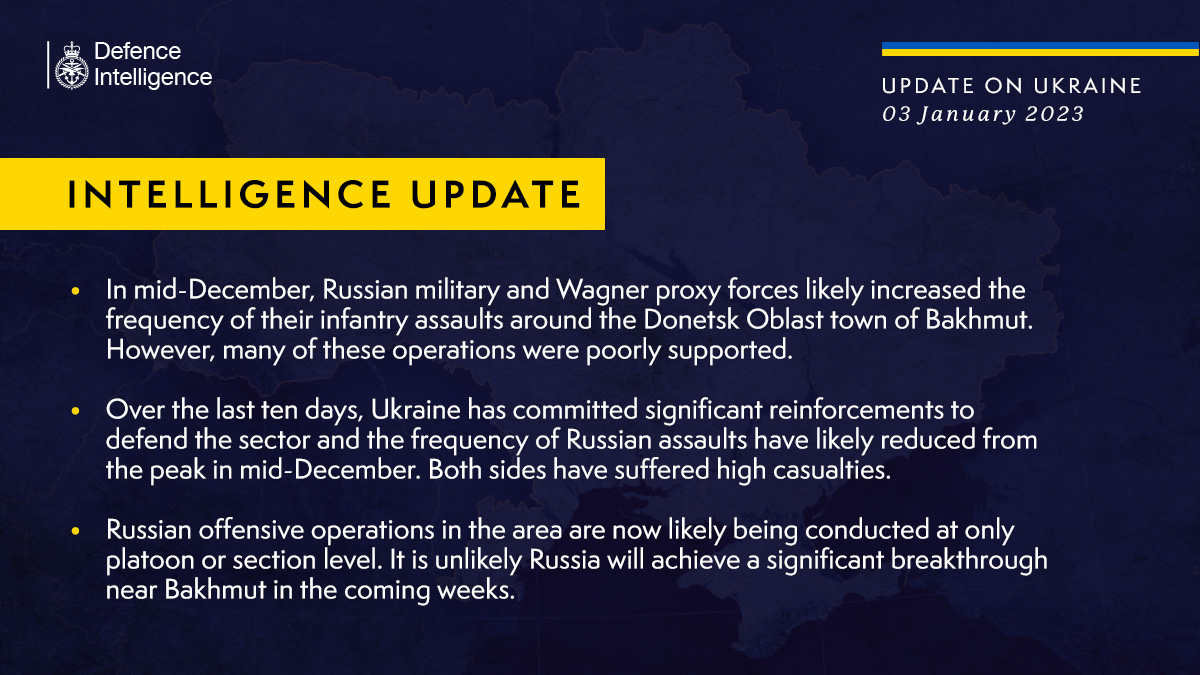 Defence
Intelligence
UPDATE ON UKRAINE
03 January 2023
INTELLIGENCE UPDATE
• In mid-December, Russian military and Wagner proxy forces likely increased the
frequency of their infantry assaults around the Donetsk Oblast town of Bakhmut.
However, many of these operations were poorly supported.
• Over the last ten days, Ukraine has committed significant reinforcements to
defend the sector and the frequency of Russian assaults have likely reduced from
the peak in mid-December. Both sides have suffered high casualties.
• Russian offensive operations in the area are now likely being conducted at only
platoon or section level. It is unlikely Russia will achieve a significant breakthrough
near Bakhmut in the coming weeks.